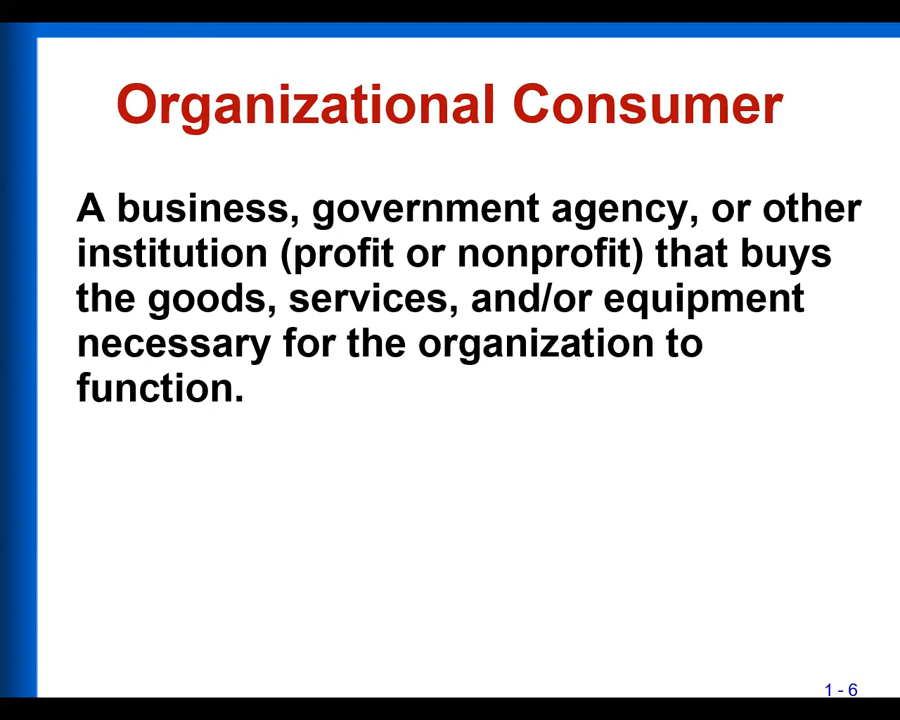 Organizational Consumer
A business, government agency, or other
institution (profit or nonprofit) that buys
the goods, services, and/or equipment
necessary for the organization to
function.
1 - 6